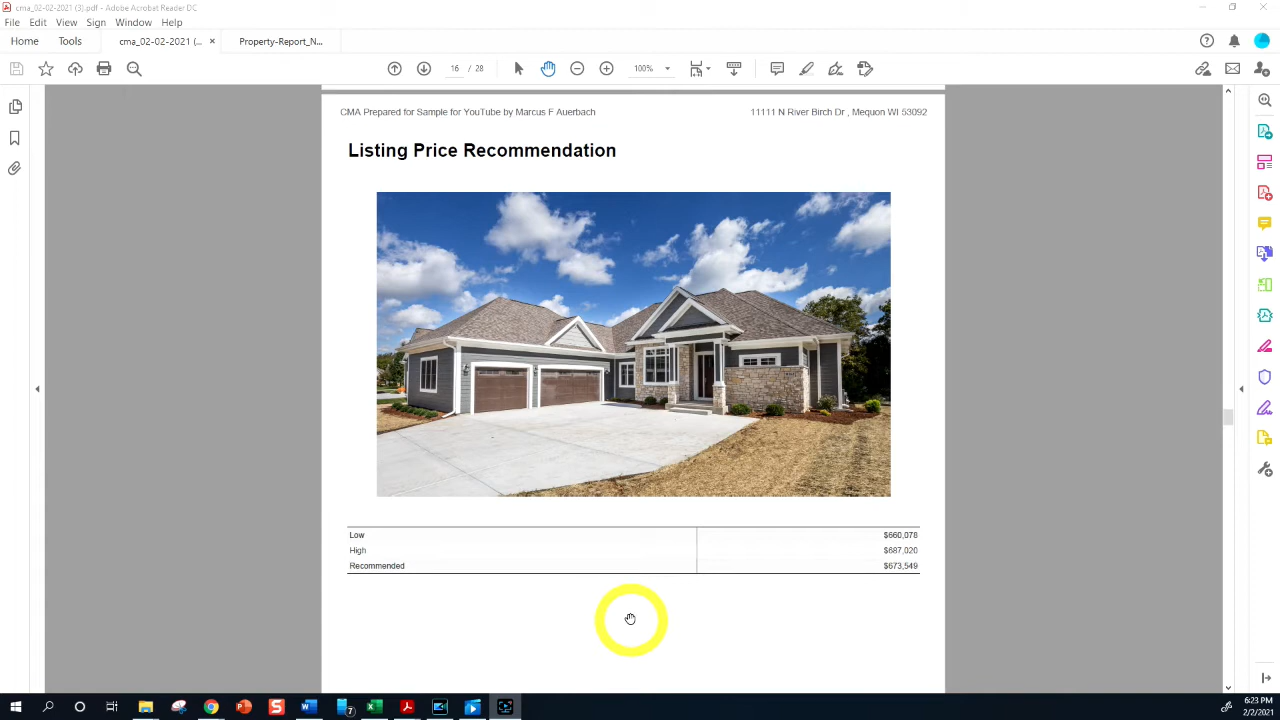 cma_02-02-2021 (3).pdf - Adobe Acrobat Reader DC
File Edit View Sign Window Help
Home Tools cma_02-02-2021 (... × Property-Report_N...
16 / 28 100%
CMA Prepared for Sample for YouTube by Marcus F Auerbach 11111 N River Birch Dr , Mequon WI 53092
Listing Price Recommendation
Low $660,078
High $687,020
Recommended $673,549
6:23 PM
2/2/2021